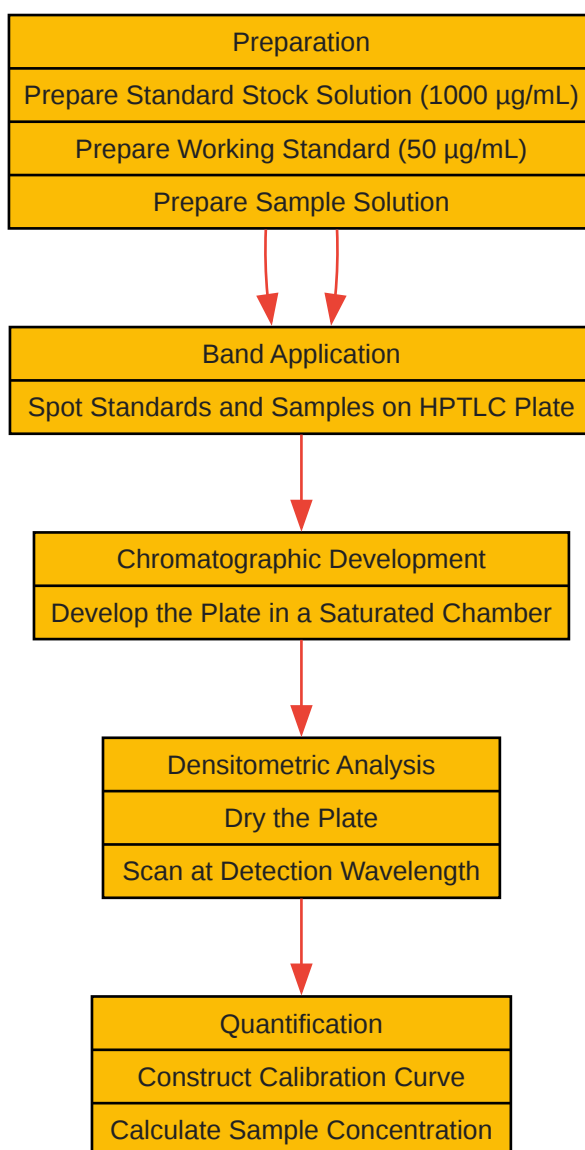 Preparation
Prepare Standard Stock Solution (1000 µg/mL)
Prepare Working Standard (50 µg/mL)
Prepare Sample Solution
Band Application
Spot Standards and Samples on HPTLC Plate
Chromatographic Development
Develop the Plate in a Saturated Chamber
Densitometric Analysis
Dry the Plate
Scan at Detection Wavelength
Quantification
Construct Calibration Curve
Calculate Sample Concentration